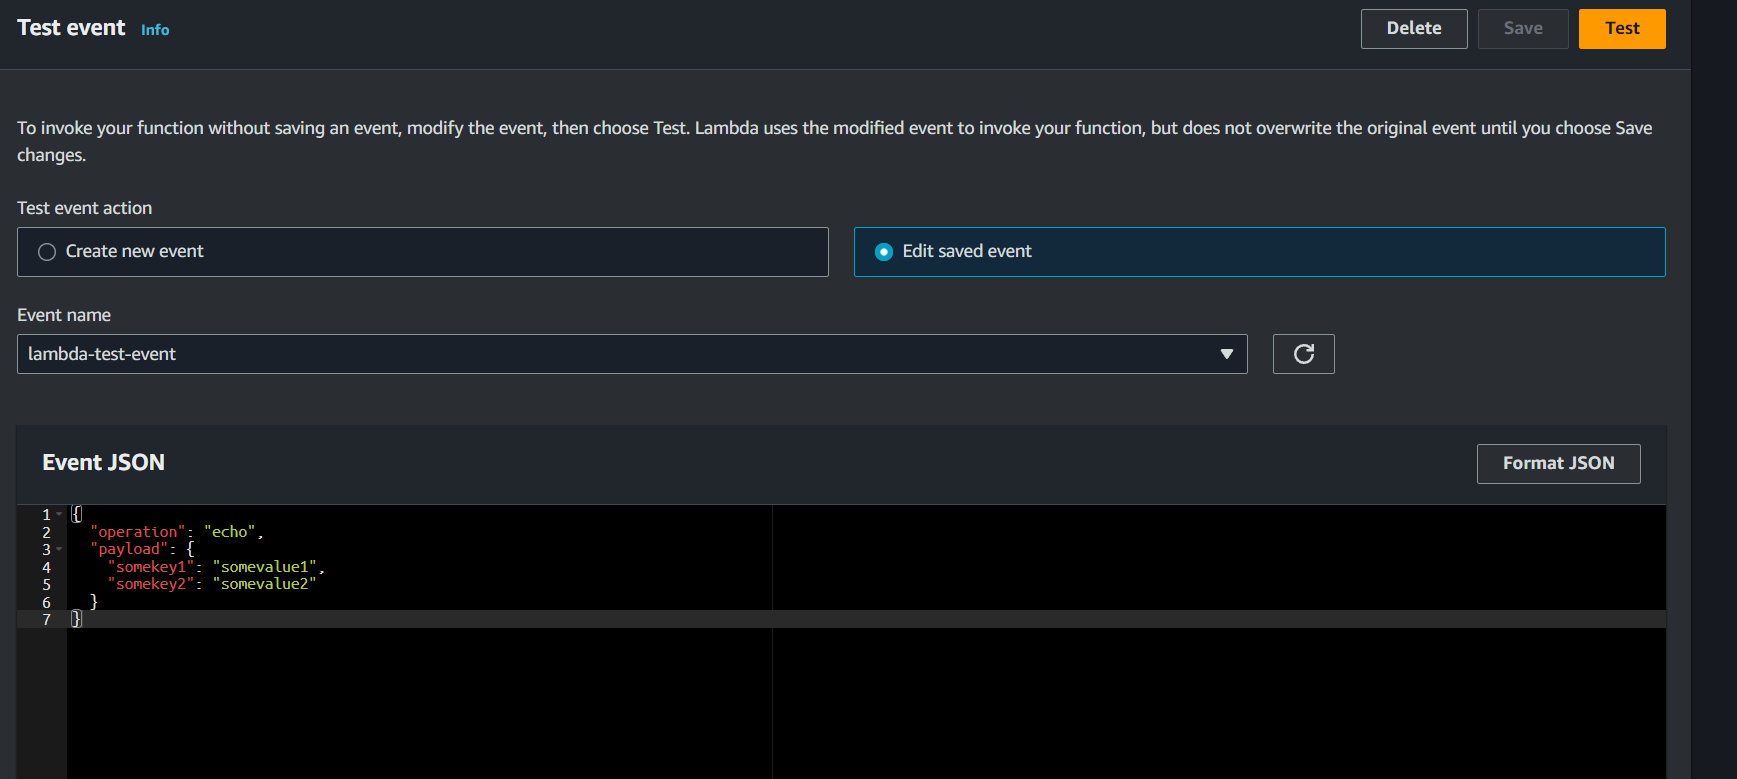 Test event Info Delete Save Test
To invoke your function without saving an event, modify the event, then choose Test. Lambda uses the modified event to invoke your function, but does not overwrite the original event until you choose Save
changes.
Test event action
Create new event Edit saved event
Event name
lambda-test-event
Event JSON Format JSON
1 {
2 "operation": "echo",
3 "payload": {
4 "somekey1": "somevalue1",
5 "somekey2": "somevalue2"
6 }
7 }